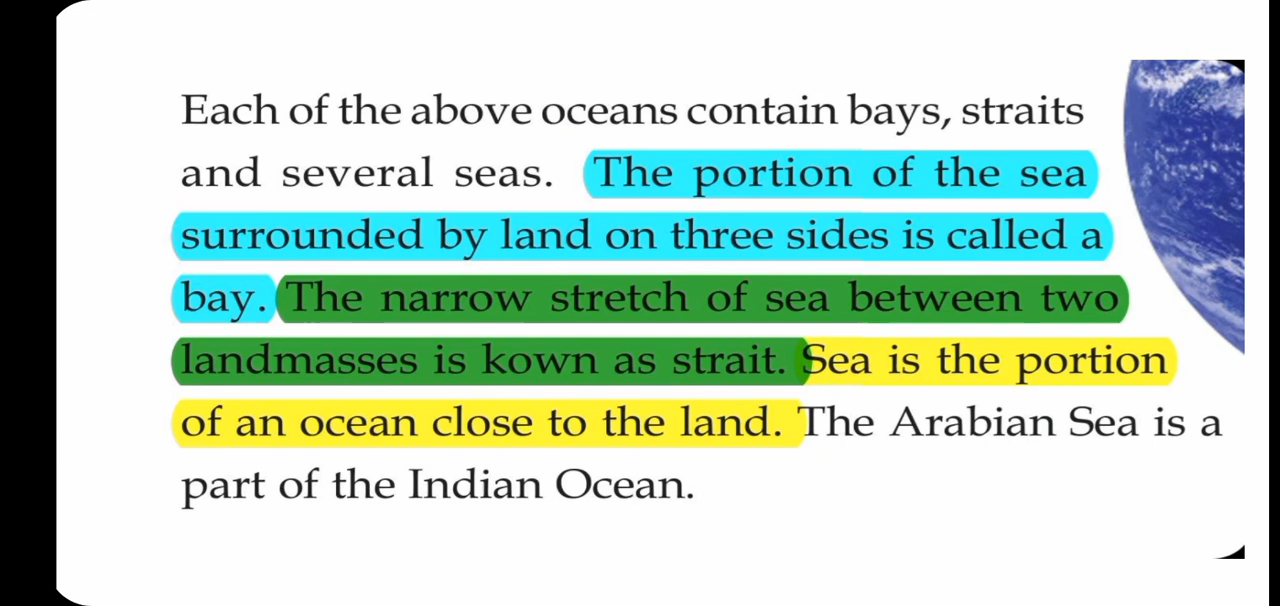 Each of the above oceans contain bays, straits
and several seas. The portion of the sea
surrounded by land on three sides is called a
bay. The narrow stretch of sea between two
landmasses is kown as strait. Sea is the portion
of an ocean close to the land. The Arabian Sea is a
part of the Indian Ocean.